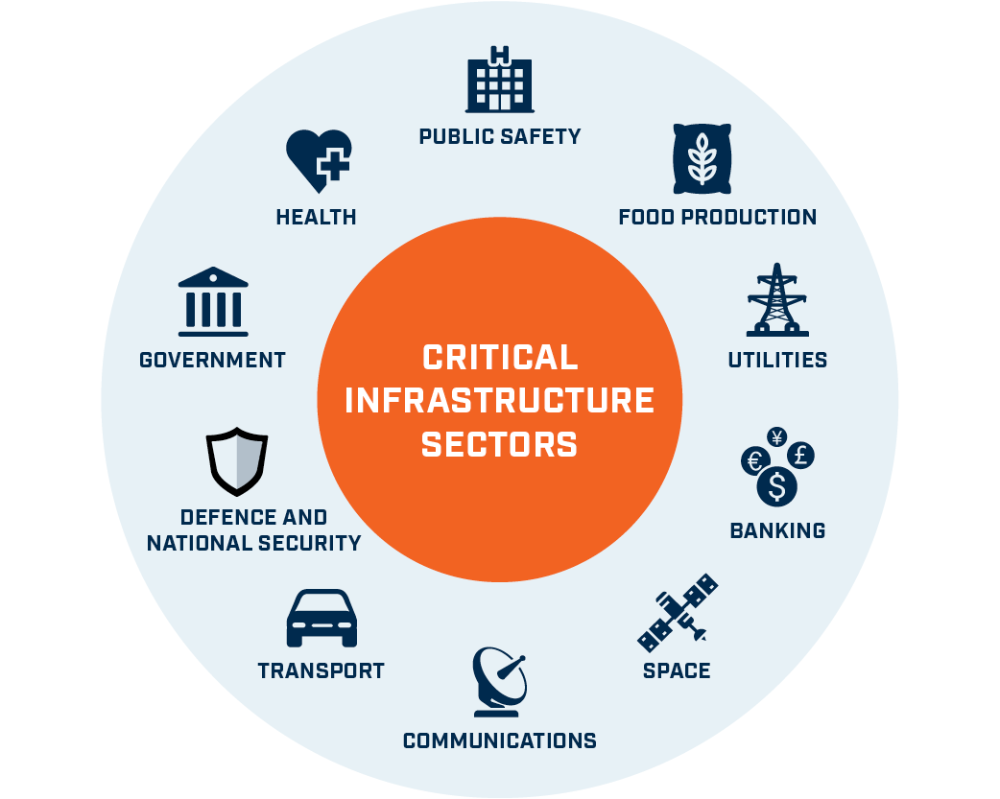 H
PUBLIC SAFETY
FOOD PRODUCTION
HEALTH
GOVERNMENT
UTILITIES
CRITICAL
INFRASTRUCTURE
SECTORS
¥
€
£
$
DEFENCE AND
NATIONAL SECURITY
BANKING
TRANSPORT
SPACE
COMMUNICATIONS